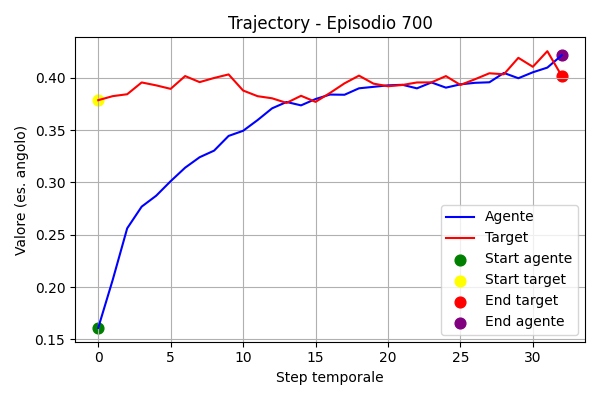 Trajectory - Episodio 700
Valore (es. angolo)
0.40
0.35
0.30
0.25
0.20
0.15
0
5
10
15
20
25
30
Step temporale
Agente
Target
Start agente
Start target
End target
End agente